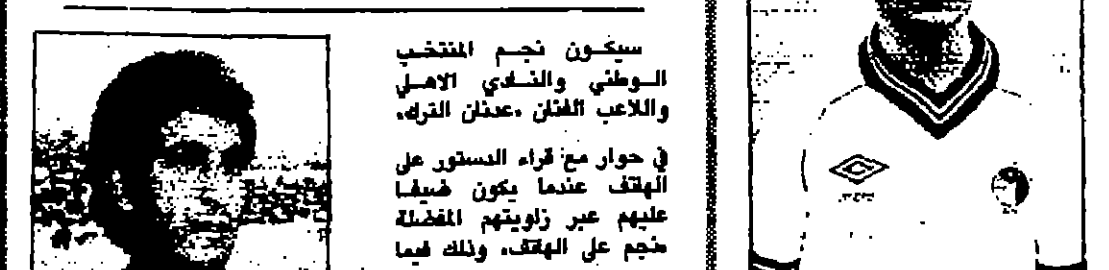 سيكون نجم المنتخب
الوطني والنادي الاهلي
واللاعب الفنان «عدنان الترك»
في حوار مع قراء الدستور على
الهاتف عندما يكون ضيفا
عليهم عبر زاويتهم المفضلة
«نجم على الهاتف» وذلك فيما